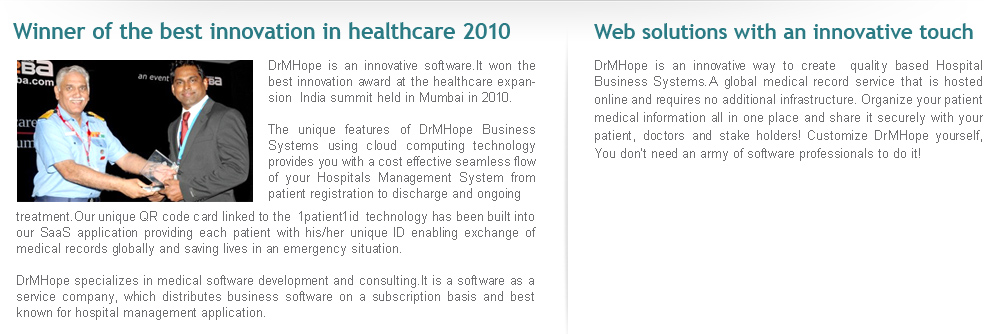 Winner of the best innovation in healthcare 2010
DrMHope is an innovative software.It won the
best innovation award at the healthcare expan-
sion India summit held in Mumbai in 2010.
The unique features of DrMHope Business
Systems using cloud computing technology
provides you with a cost effective seamless flow
of your Hospitals Management System from
patient registration to discharge and ongoing
treatment.Our unique QR code card linked to the 1patient1id technology has been built into
our SaaS application providing each patient with his/her unique ID enabling exchange of
medical records globally and saving lives in an emergency situation.
DrMHope specializes in medical software development and consulting.It is a software as a
service company, which distributes business software on a subscription basis and best
known for hospital management application.
an event
Web solutions with an innovative touch
DrMHope is an innovative way to create quality based Hospital
Business Systems.A global medical record service that is hosted
online and requires no additional infrastructure. Organize your patient
medical information all in one place and share it securely with your
patient, doctors and stake holders! Customize DrMHope yourself,
You don't need an army of software professionals to do it!